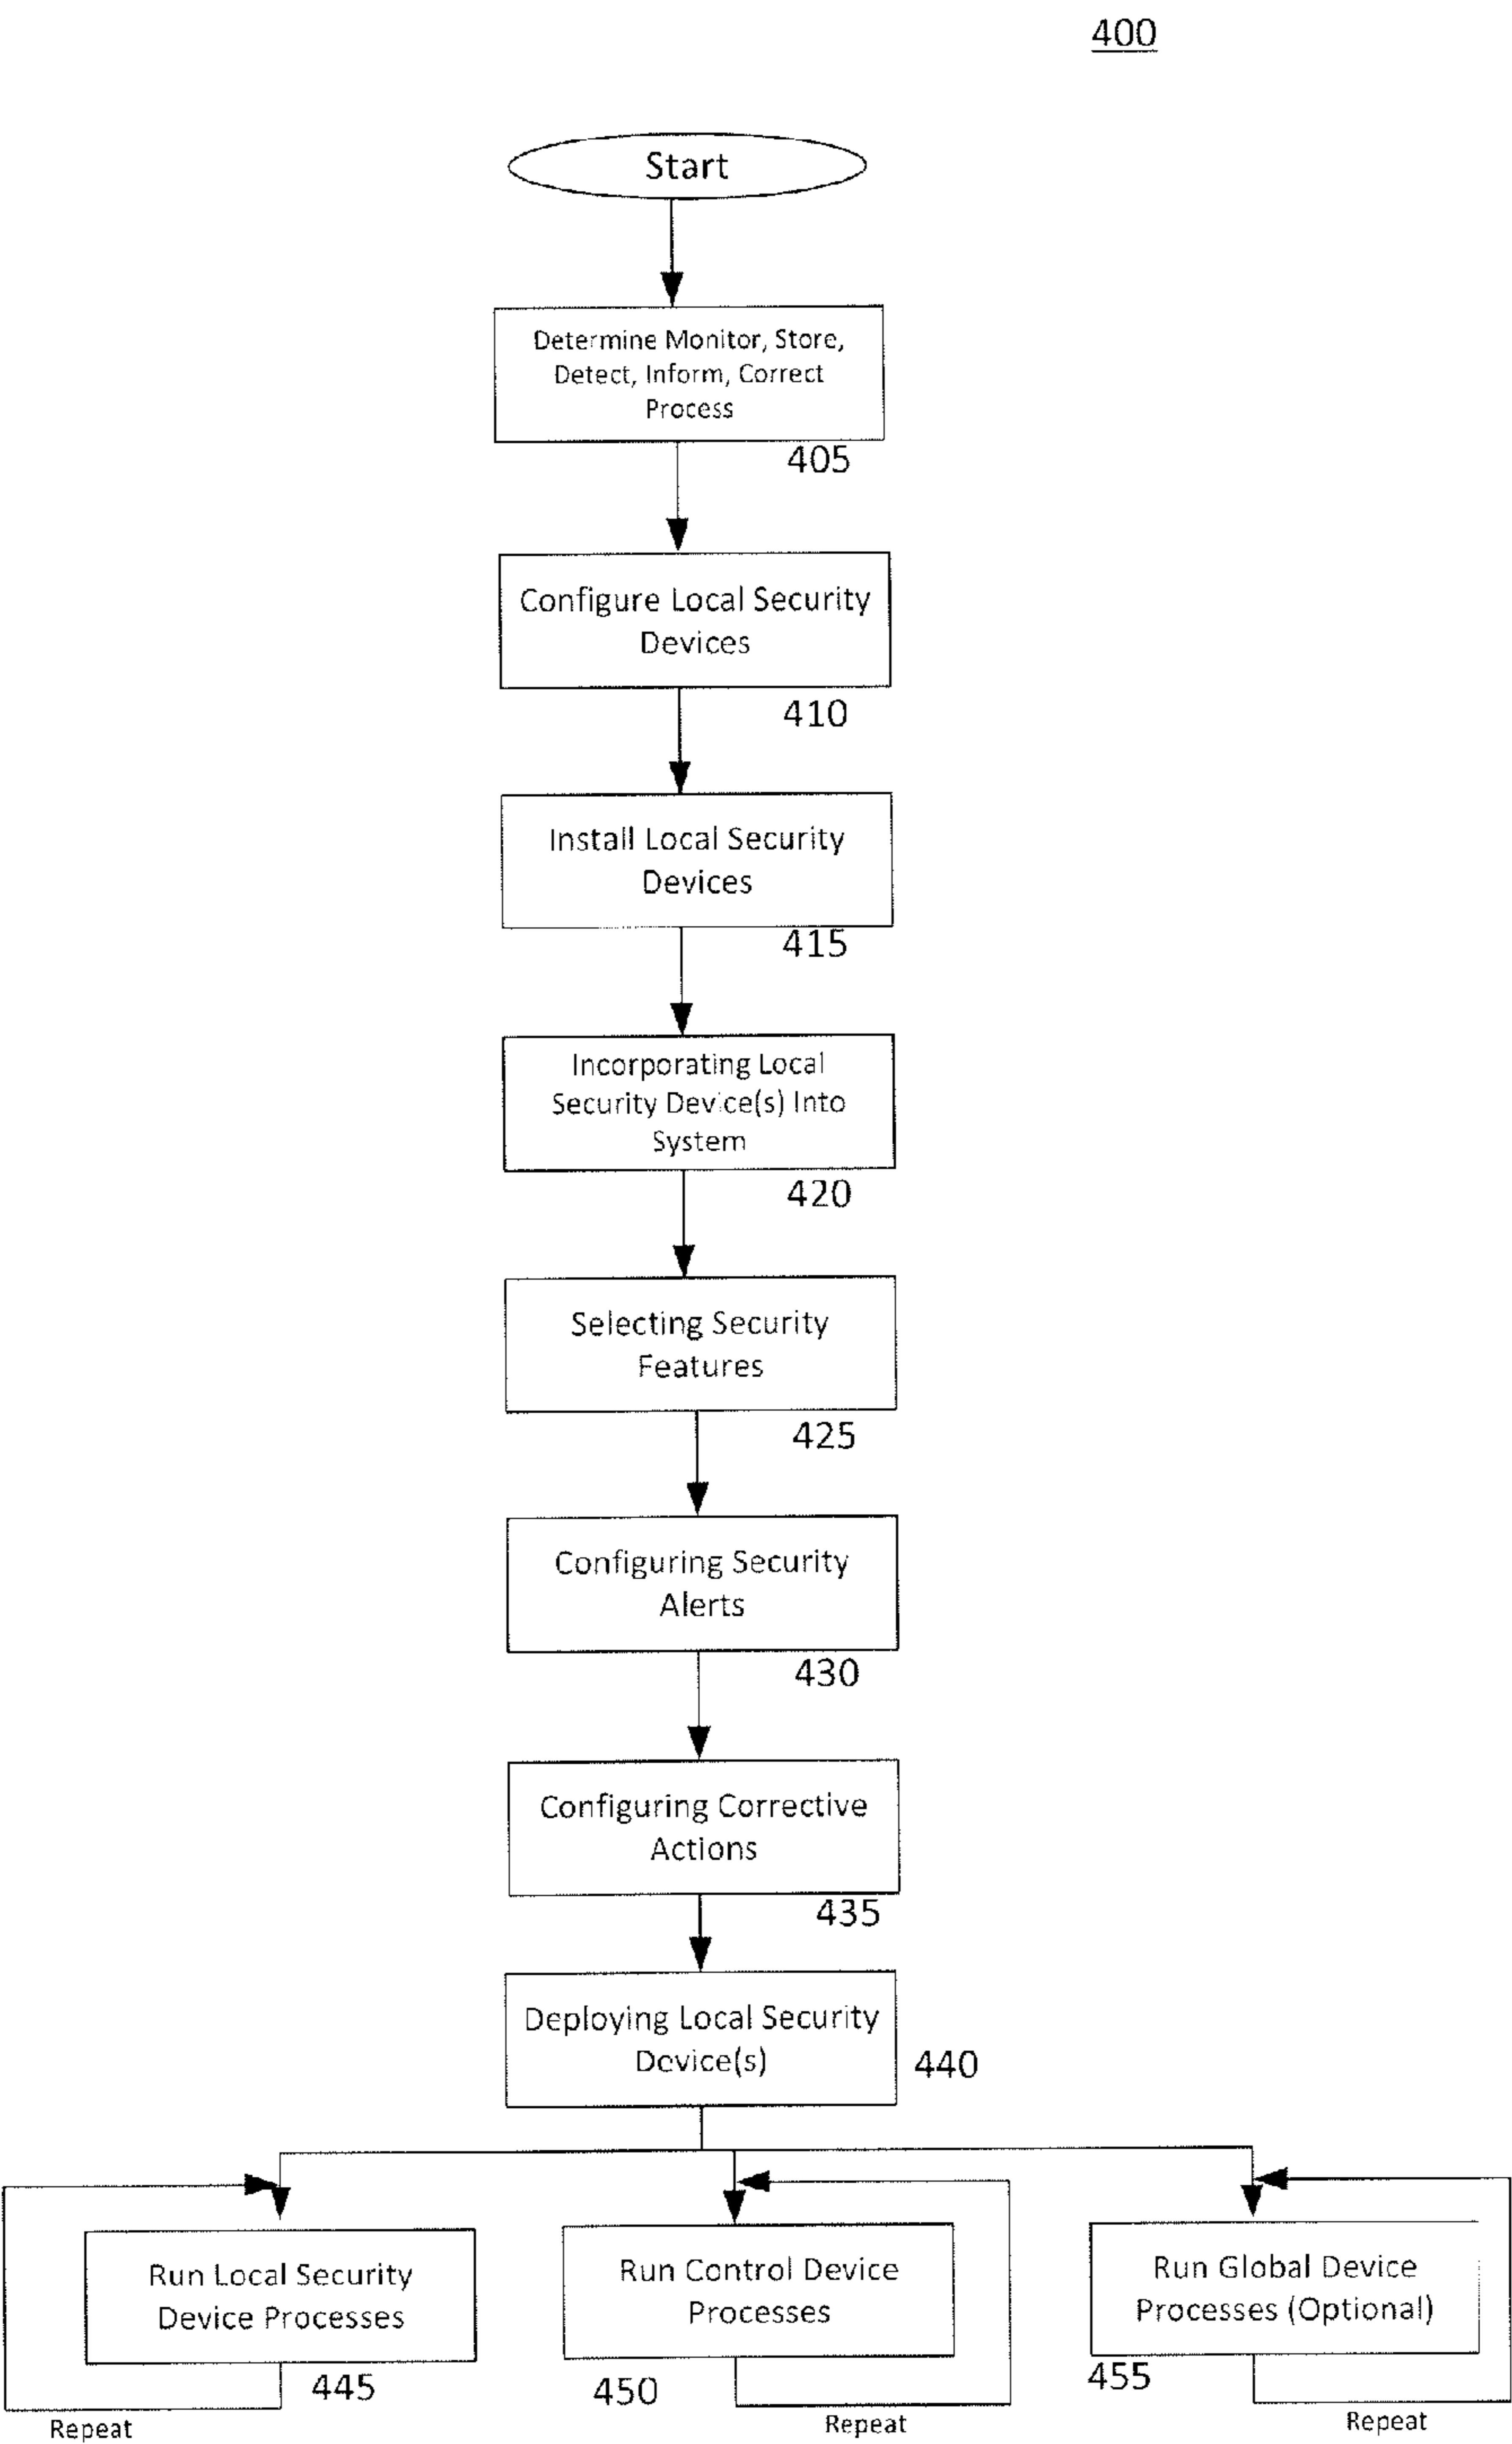 400
Start
Determine Monitor, Store,
Detect, Inform, Correct
Process
405
Configure Local Security
Devices
410
Install Local Security
Devices
415
Incorporating Local
Security Device(s) Into
System
420
Selecting Security
Features
425
Configuring Security
Alerts
430
Configuring Corrective
Actions
435
Deploying Local Security
Device(s)
440
Run Local Security
Device Processes
445
Repeat
Run Control Device
Processes
450
Repeat
Run Global Device
Processes (Optional)
455
Repeat